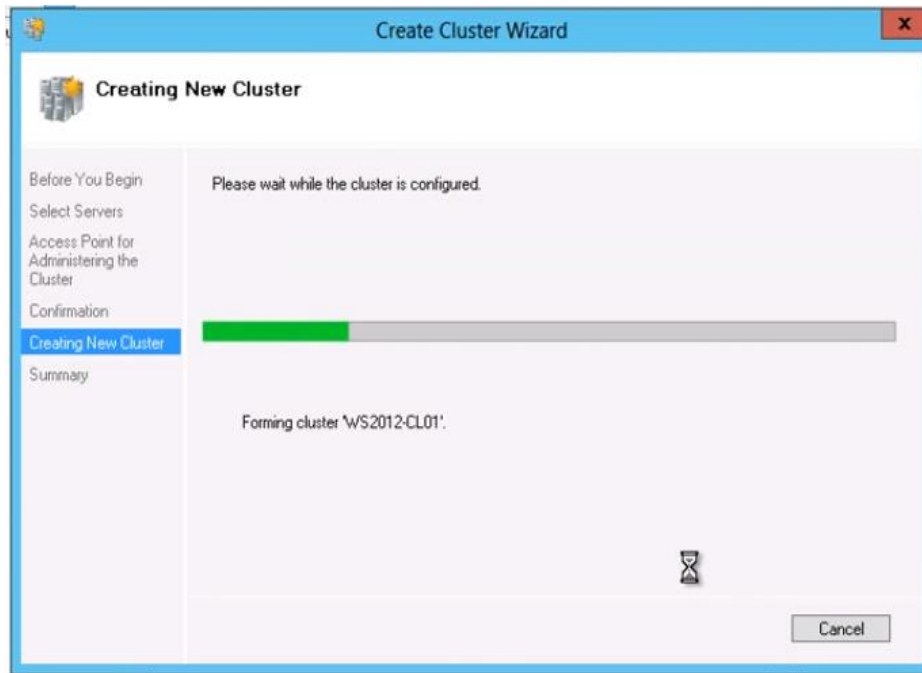 Create Cluster Wizard
x
Creating New Cluster
Before You Begin
Select Servers
Access Point for
Administering the
Cluster
Confirmation
Creating New Cluster
Summary
Please wait while the cluster is configured.
Forming cluster 'WS2012-CL01'.
Cancel